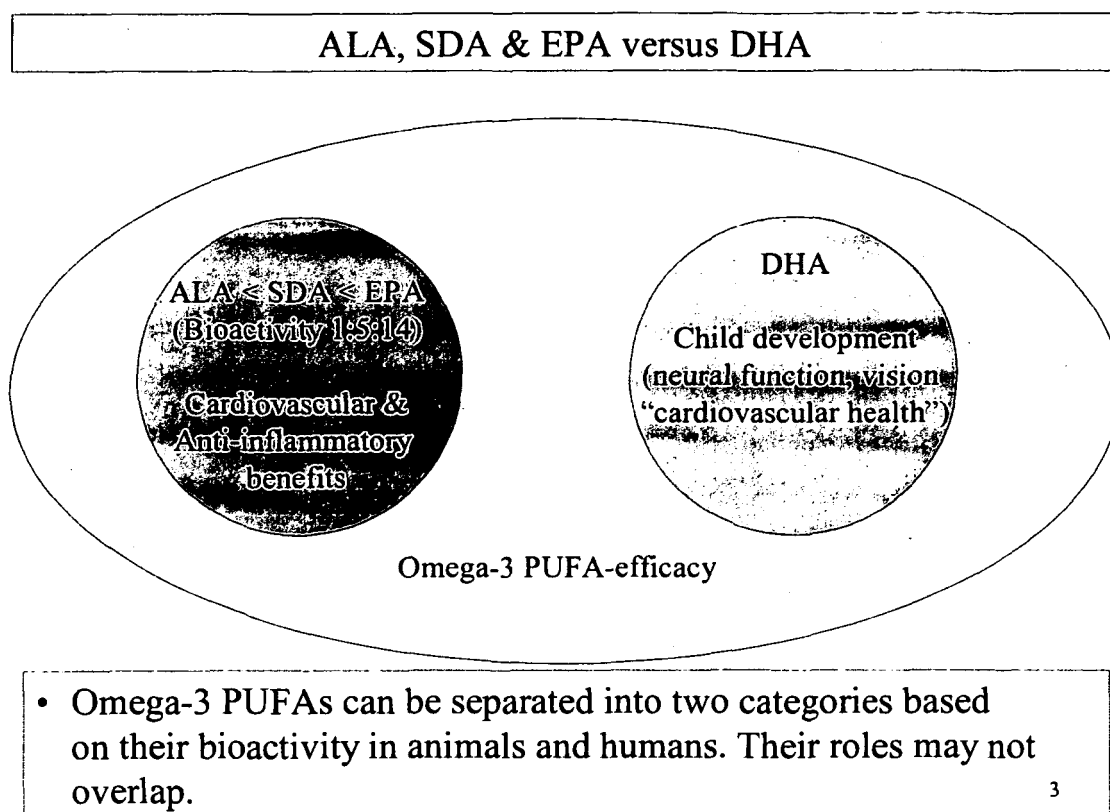 ALA, SDA & EPA versus DHA
ALA < SDA < EPA
(Bioactivity 1:5:14)
Cardiovascular &
Anti-inflammatory
benefits
DHA
Child development
(neural function, vision
“cardiovascular health”)
Omega-3 PUFA-efficacy
• Omega-3 PUFAs can be separated into two categories based
on their bioactivity in animals and humans. Their roles may not
overlap.
3